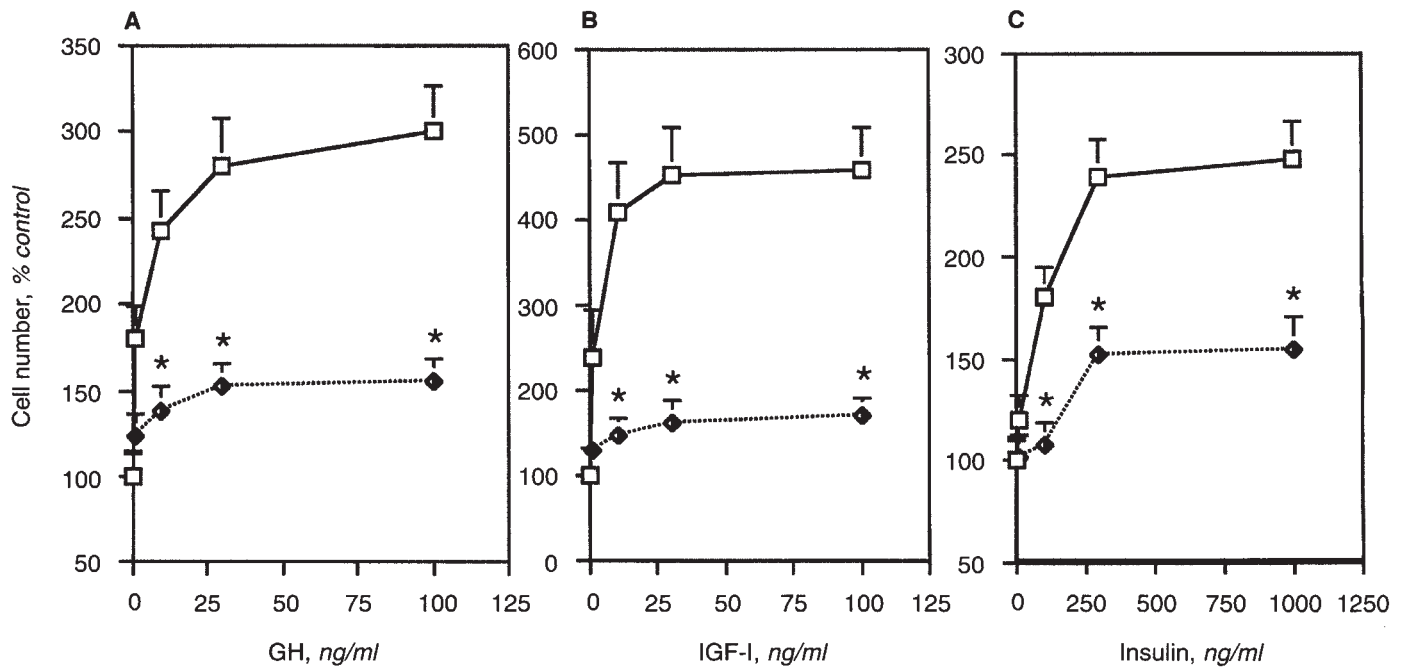 A
B
C
350
300
250
200
150
100
50
600
500
400
300
200
100
0
300
250
200
150
100
50
Cell number, % control
* * *
* * *
* * *
0 25 50 75 100 125
0 25 50 75 100 125
0 250 500 750 1000 1250
GH, ng/ml
IGF-I, ng/ml
Insulin, ng/ml